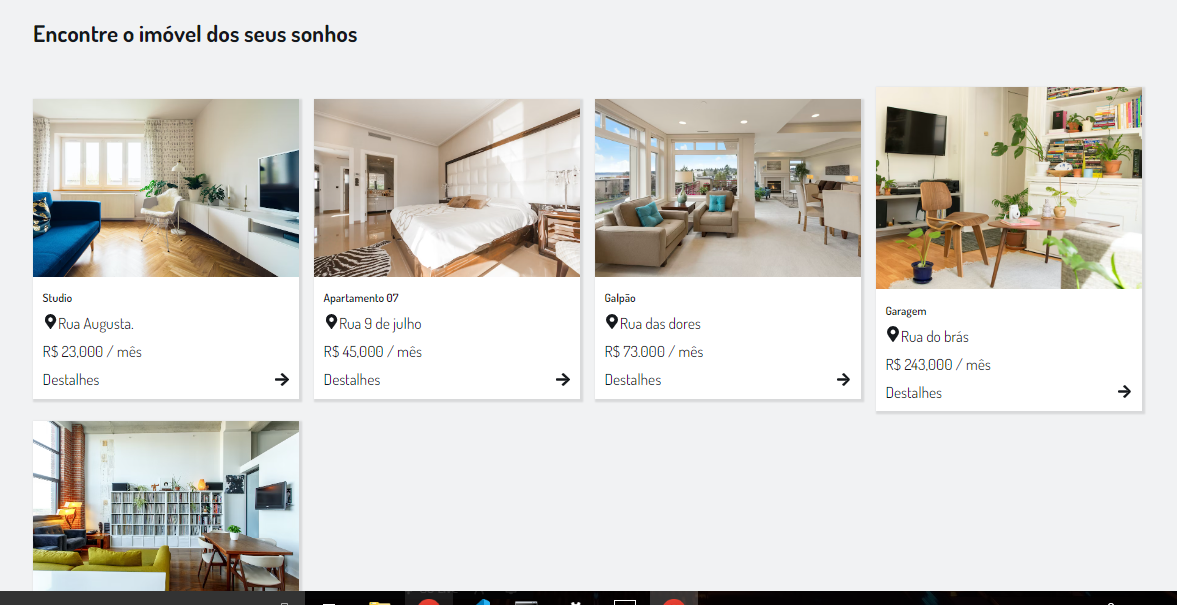 Encontre o imóvel dos seus sonhos
Studio
Rua Augusta.
R$ 23,000 / mês
Destalhes
Apartamento 07
Rua 9 de julho
R$ 45,000 / mês
Destalhes
Galpão
Rua das dores
R$ 73.000 / mês
Destalhes
Garagem
Rua do brás
R$ 243,000 / mês
Destalhes